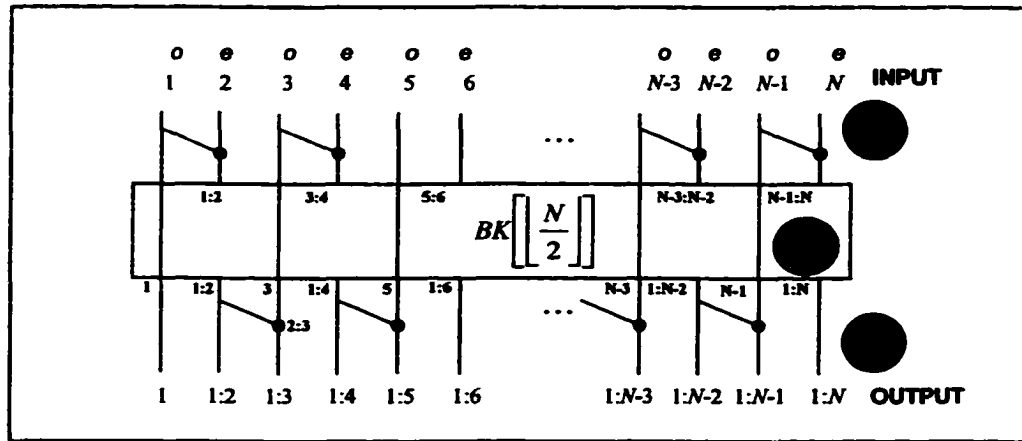 o e o e o e o e o e
1 2 3 4 5 6 ... N-3 N-2 N-1 N INPUT
1:2 3:4 5:6 N-3:N-2 N-1:N
BK[[N/2]]
1 1:2 3 1:4 5 1:6 N-3 1:N-2 N-1 1:N
2:3 ...
1 1:2 1:3 1:4 1:5 1:6 1:N-3 1:N-2 1:N-1 1:N OUTPUT